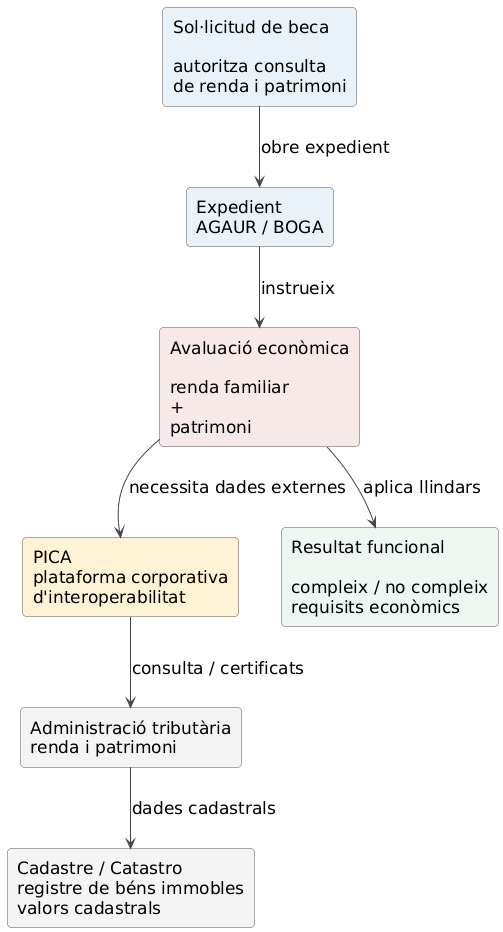 Sol·licitud de beca
autoritza consulta
de renda i patrimoni
obre expedient
Expedient
AGAUR / BOGA
instrueix
Avaluació econòmica
renda familiar
+
patrimoni
necessita dades externes
aplica llindars
PICA
plataforma corporativa
d'interoperabilitat
Resultat funcional
compleix / no compleix
requisits econòmics
consulta / certificats
Administració tributària
renda i patrimoni
dades cadastrals
Cadastre / Catastro
registre de béns immobles
valors cadastrals